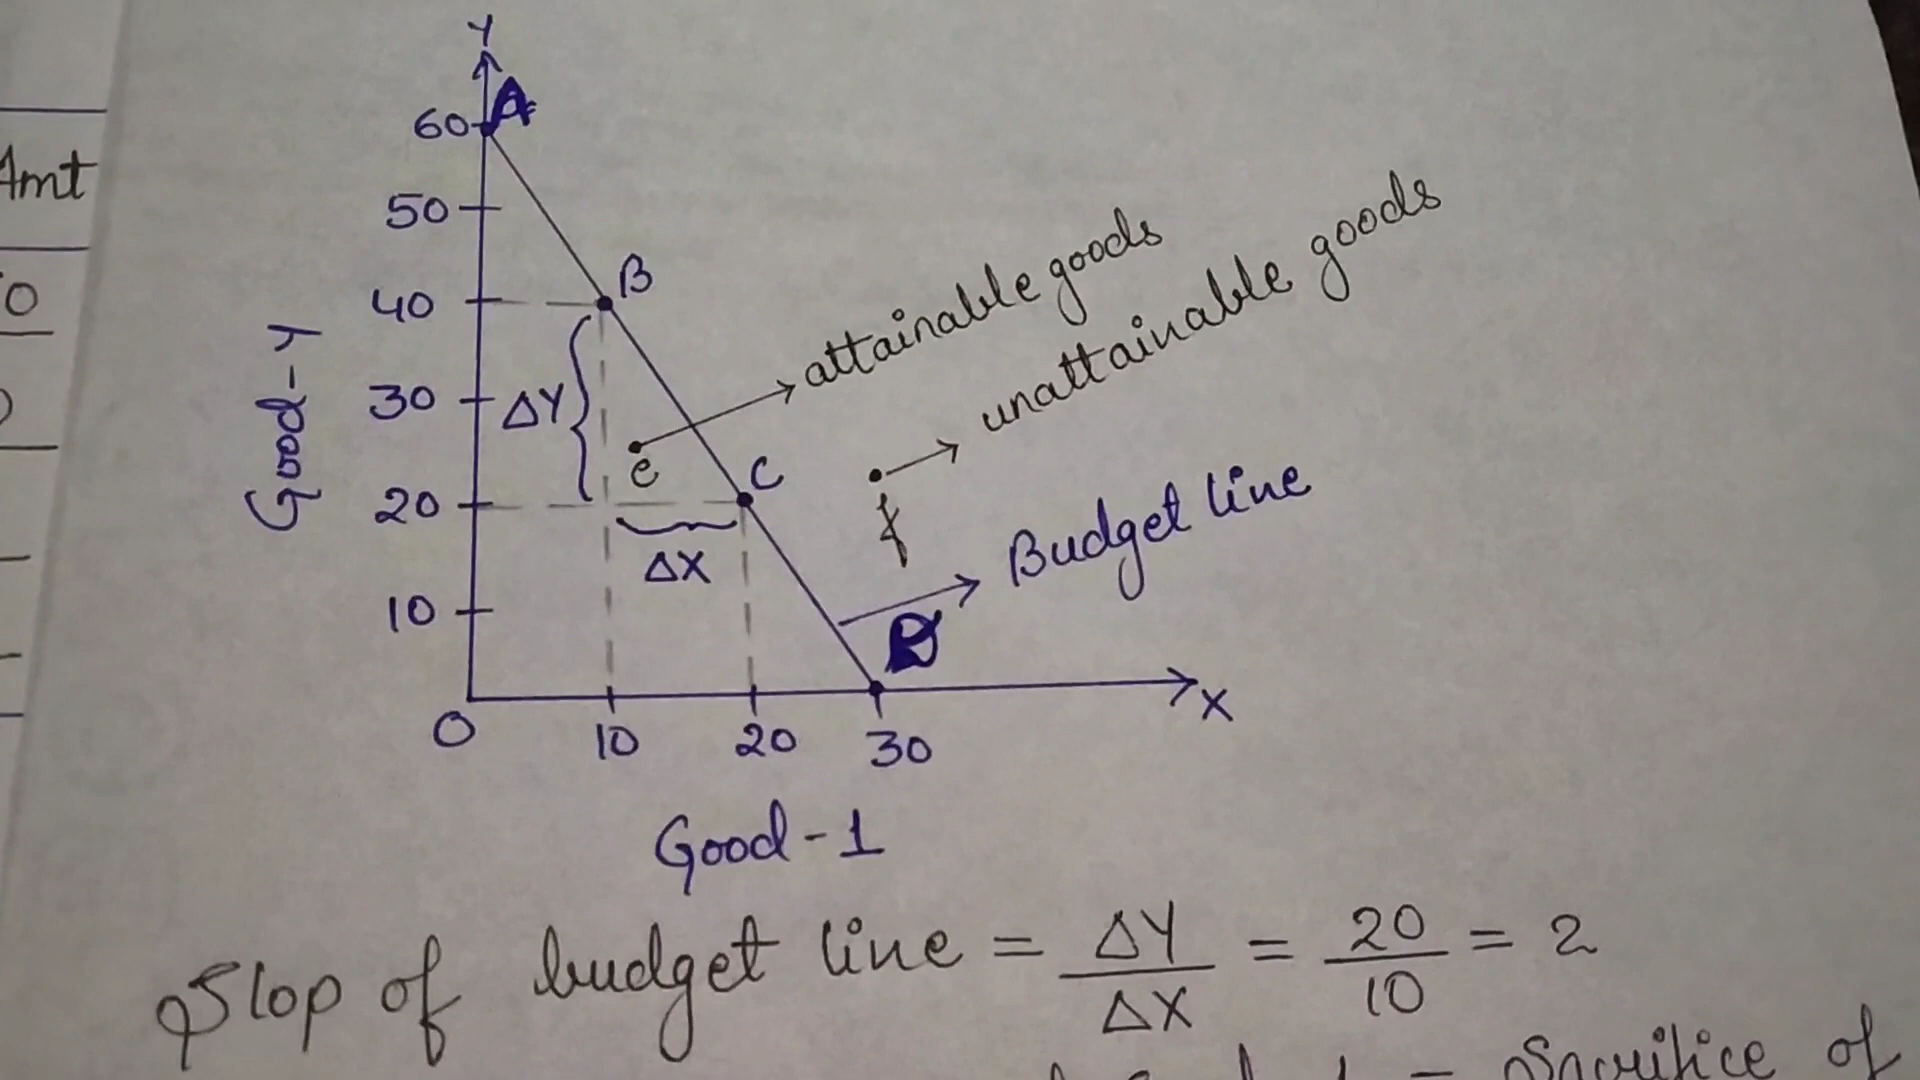 Amt
0
Y
60
A
50
B
40
30
ΔY
e
attainable goods
unattainable goods
20
C
f
ΔX
Budget line
10
D
O
10
20
30
X
Good-Y
Good-1
Slop of budget line = ΔY/ΔX = 20/10 = 2
= Sacrifice of